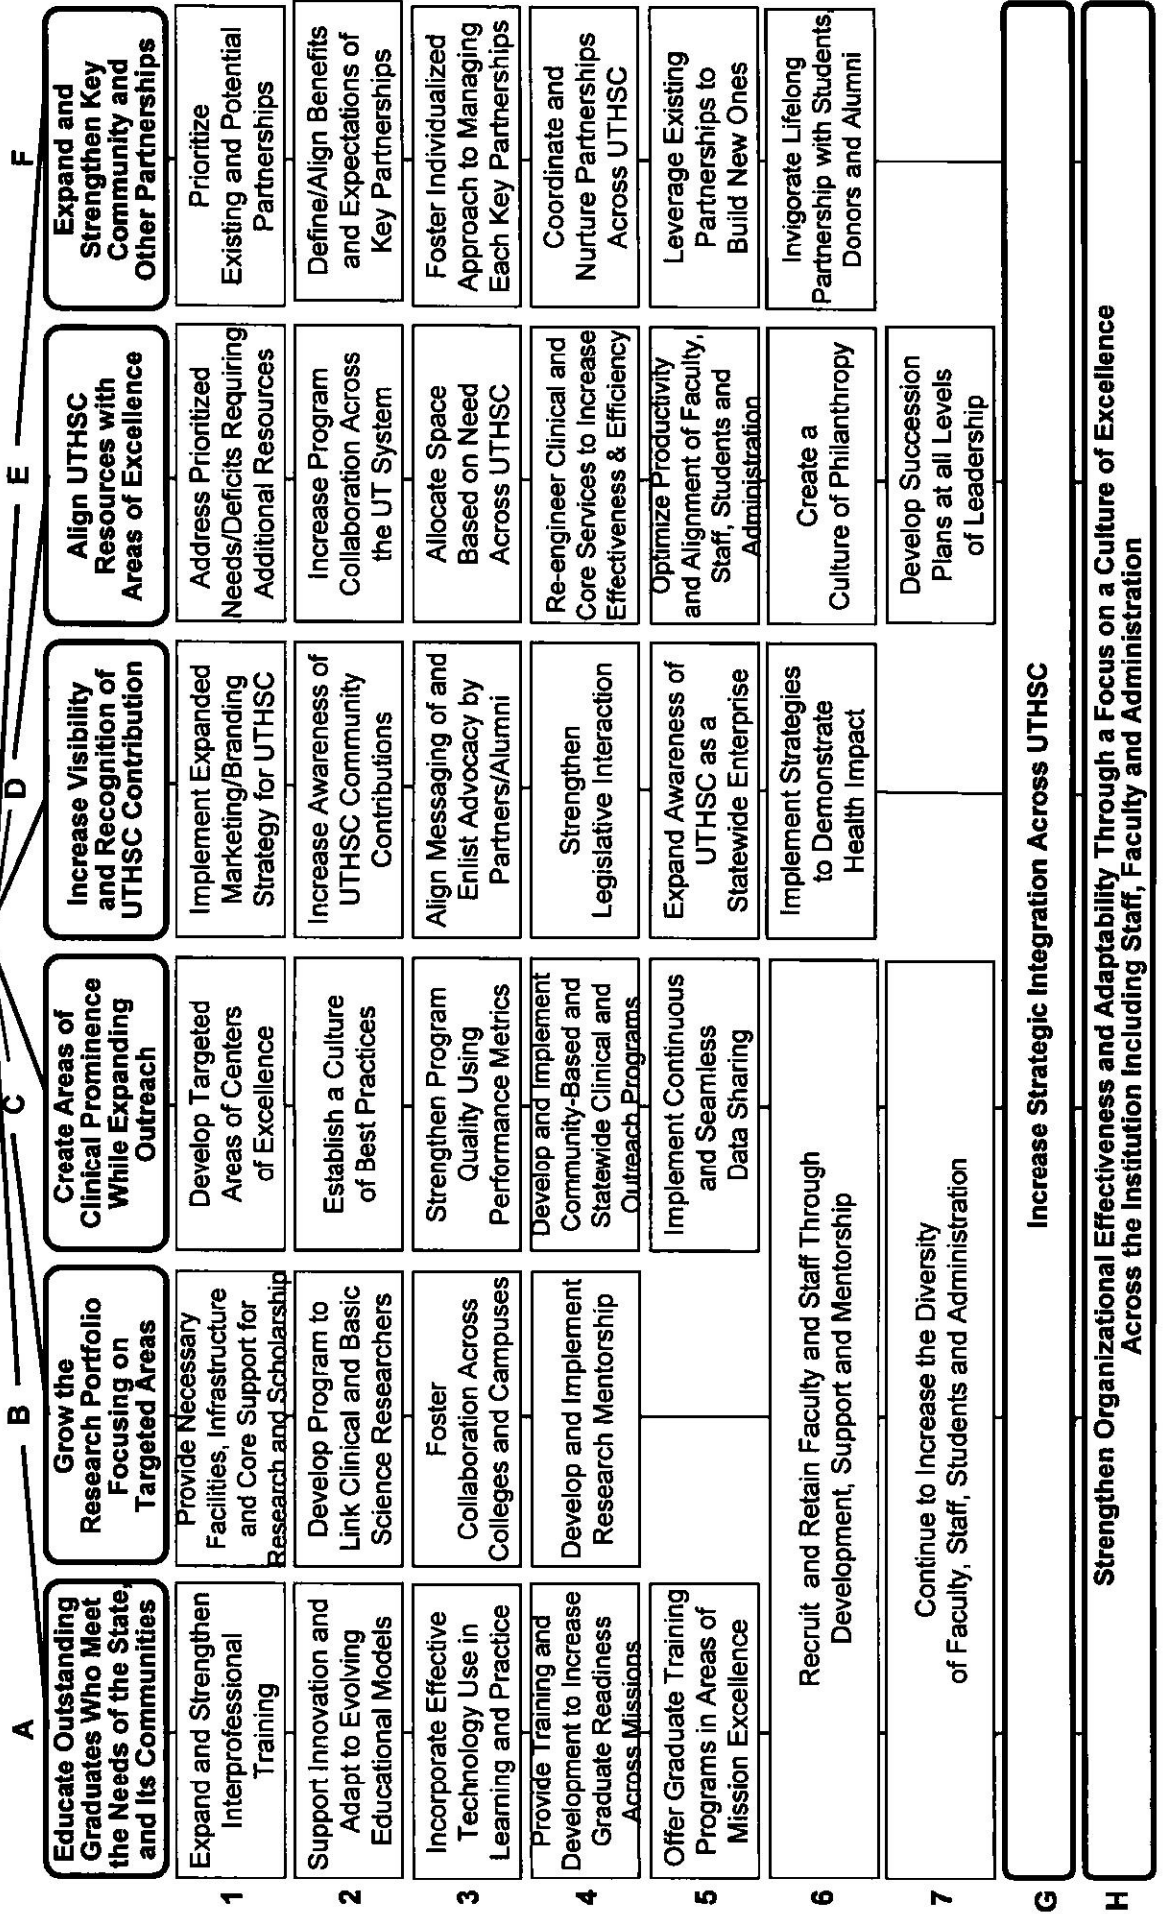 A
B
C
D
E
F
Educate Outstanding
Graduates Who Meet
the Needs of the State,
and Its Communities
Grow the
Research Portfolio
Focusing on
Targeted Areas
Create Areas of
Clinical Prominence
While Expanding
Outreach
Increase Visibility
and Recognition of
UTHSC Contribution
Align UTHSC
Resources with
Areas of Excellence
Expand and
Strengthen Key
Community and
Other Partnerships
1
Expand and Strengthen
Interprofessional
Training
Provide Necessary
Facilities, Infrastructure
and Core Support for
Research and Scholarship
Develop Targeted
Areas of Centers
of Excellence
Implement Expanded
Marketing/Branding
Strategy for UTHSC
Address Prioritized
Needs/Deficits Requiring
Additional Resources
Prioritize
Existing and Potential
Partnerships
2
Support Innovation and
Adapt to Evolving
Educational Models
Develop Program to
Link Clinical and Basic
Science Researchers
Establish a Culture
of Best Practices
Increase Awareness of
UTHSC Community
Contributions
Increase Program
Collaboration Across
the UT System
Define/Align Benefits
and Expectations of
Key Partnerships
3
Incorporate Effective
Technology Use in
Learning and Practice
Foster
Collaboration Across
Colleges and Campuses
Strengthen Program
Quality Using
Performance Metrics
Align Messaging of and
Enlist Advocacy by
Partners/Alumni
Allocate Space
Based on Need
Across UTHSC
Foster Individualized
Approach to Managing
Each Key Partnerships
4
Provide Training and
Development to Increase
Graduate Readiness
Across Missions
Develop and Implement
Research Mentorship
Develop and Implement
Community-Based and
Statewide Clinical and
Outreach Programs
Strengthen
Legislative Interaction
Re-engineer Clinical and
Core Services to Increase
Effectiveness & Efficiency
Coordinate and
Nurture Partnerships
Across UTHSC
5
Offer Graduate Training
Programs in Areas of
Mission Excellence
Implement Continuous
and Seamless
Data Sharing
Expand Awareness of
UTHSC as a
Statewide Enterprise
Optimize Productivity
and Alignment of Faculty,
Staff, Students and
Administration
Leverage Existing
Partnerships to
Build New Ones
6
Recruit and Retain Faculty and Staff Through
Development, Support and Mentorship
Implement Strategies
to Demonstrate
Health Impact
Create a
Culture of Philanthropy
Invigorate Lifelong
Partnership with Students,
Donors and Alumni
7
Continue to Increase the Diversity
of Faculty, Staff, Students and Administration
Develop Succession
Plans at all Levels
of Leadership
G
Increase Strategic Integration Across UTHSC
H
Strengthen Organizational Effectiveness and Adaptability Through a Focus on a Culture of Excellence
Across the Institution Including Staff, Faculty and Administration